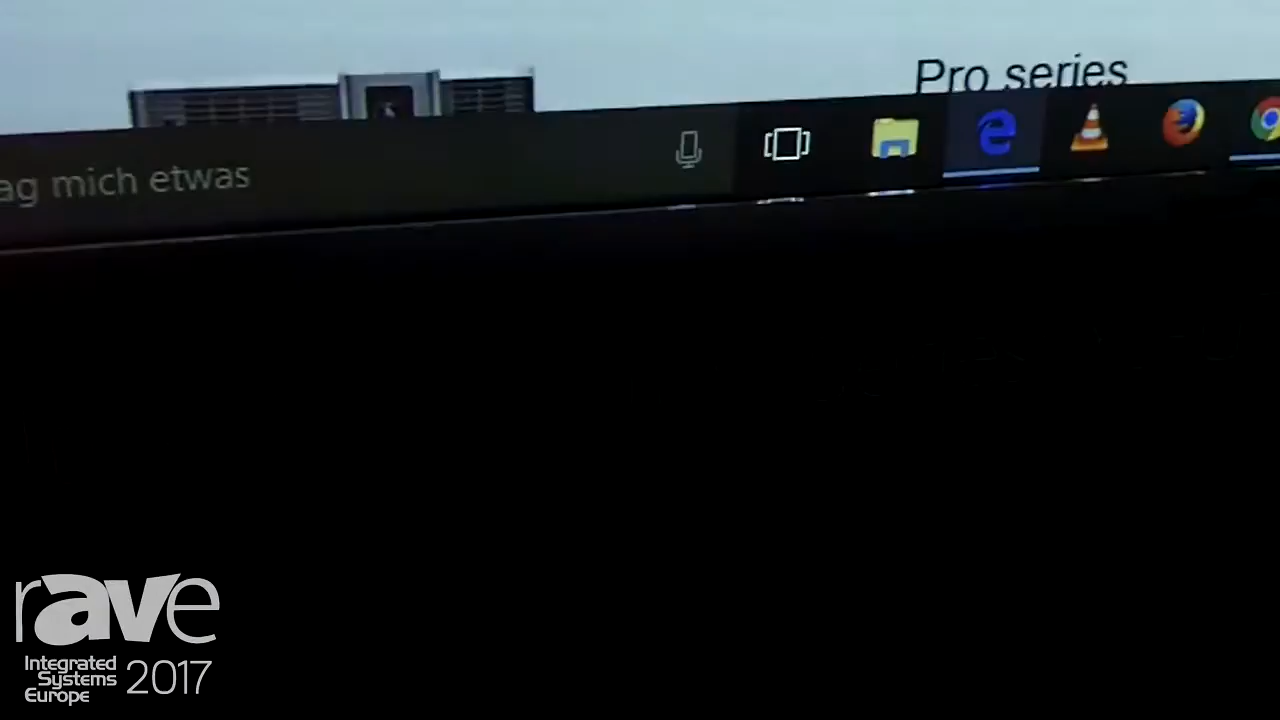 Pro series
ag mich etwas
rave
Integrated
Systems
Europe
2017